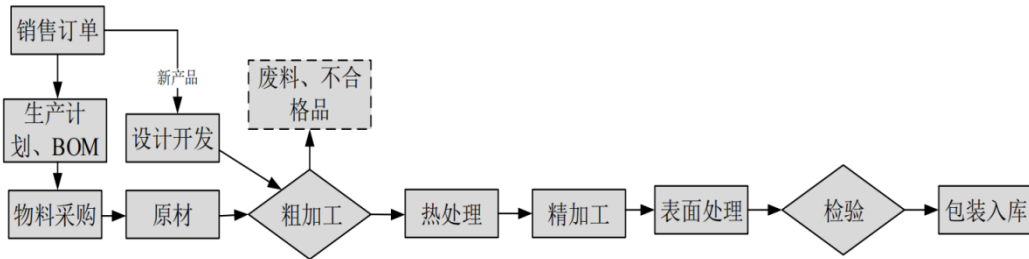 销售订单
新产品
废料、不合
格品
生产计
划、BOM
设计开发
物料采购
原材
粗加工
热处理
精加工
表面处理
检验
包装入库